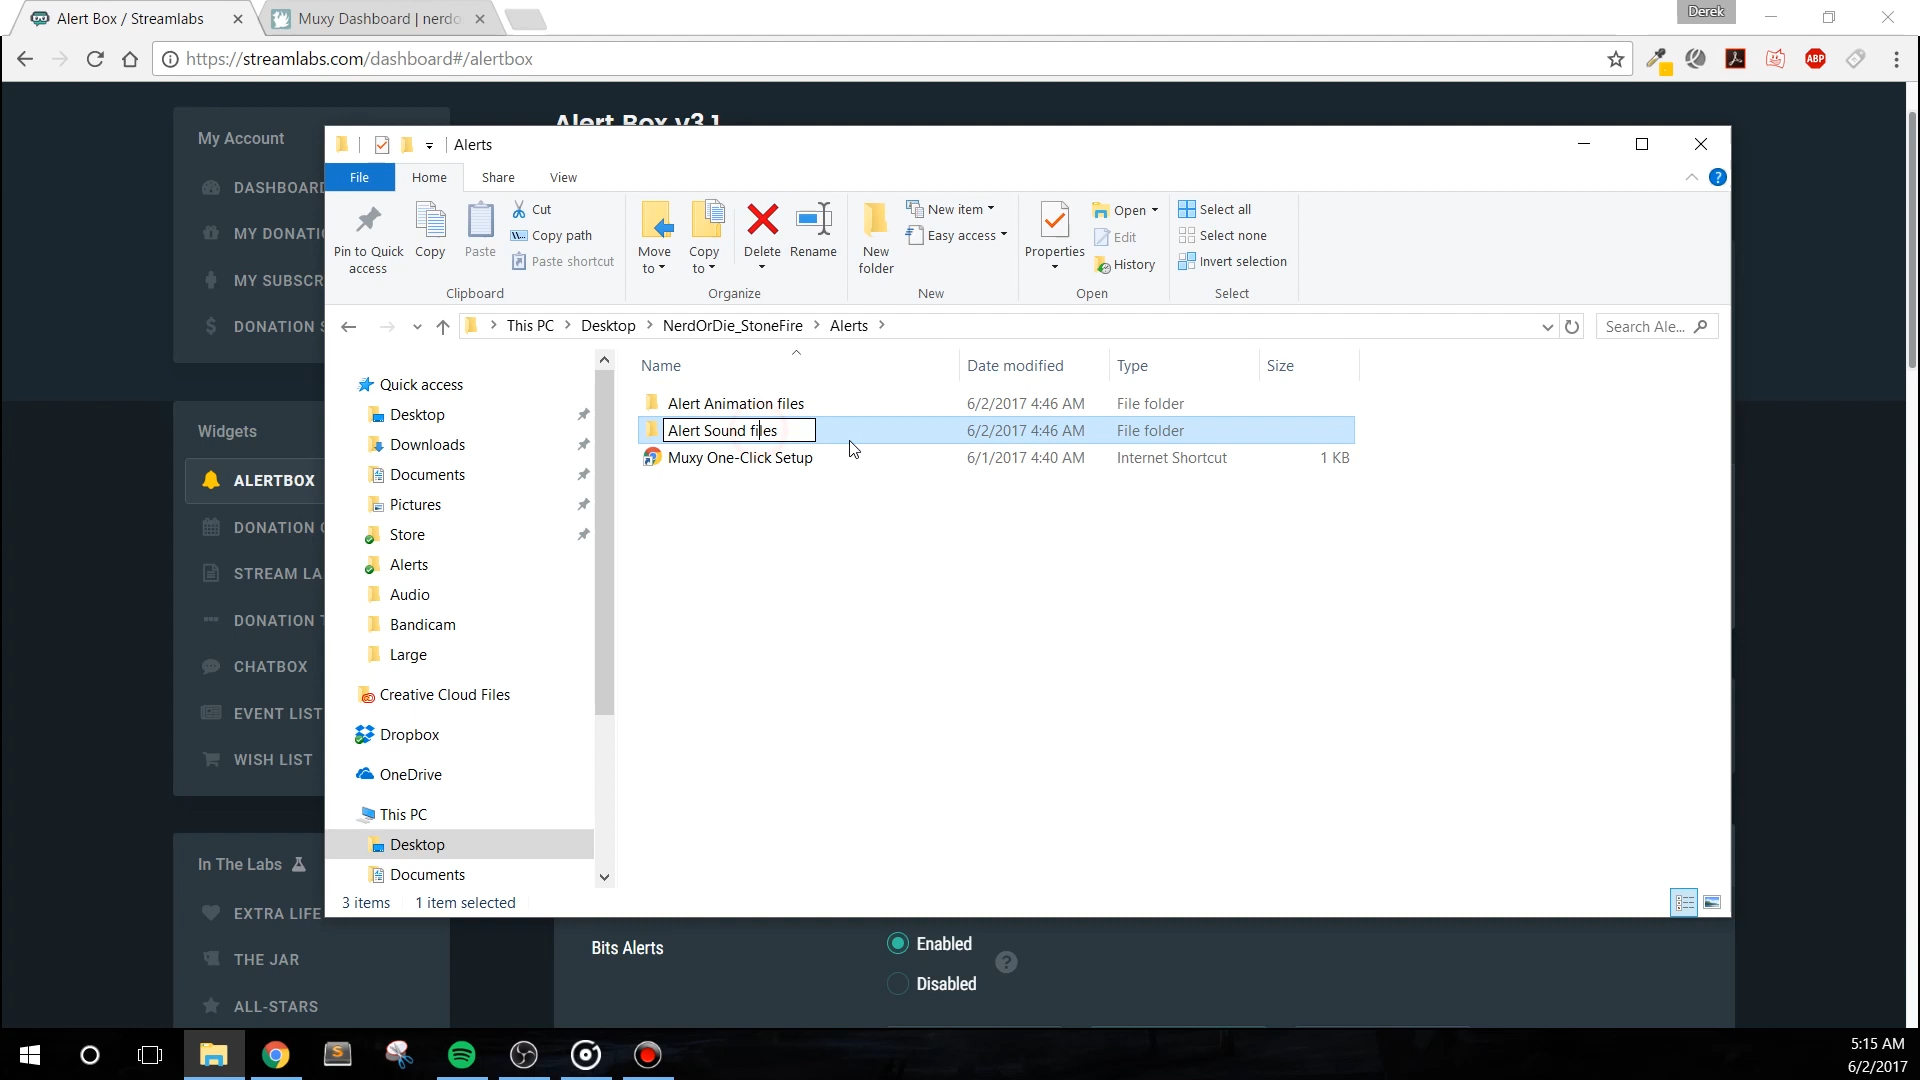 Alert Box / Streamlabs
Muxy Dashboard | nerdo
Derek
https://streamlabs.com/dashboard#/alertbox
ABP
Alert Box v3.1
My Account
DASHBOARD
MY DONATI
MY SUBSCR
DONATION S
Widgets
ALERTBOX
DONATION
STREAM LA
DONATION T
CHATBOX
EVENT LIST
WISH LIST
In The Labs
EXTRA LIFE
THE JAR
ALL-STARS
Alerts
File
Home
Share
View
Pin to Quick access
Copy
Paste
Cut
Copy path
Paste shortcut
Clipboard
Move to
Copy to
Delete
Rename
Organize
New folder
New item
Easy access
New
Properties
Open
Edit
History
Open
Select all
Select none
Invert selection
Select
This PC > Desktop > NerdOrDie_StoneFire > Alerts >
Search Ale...
Quick access
Desktop
Downloads
Documents
Pictures
Store
Alerts
Audio
Bandicam
Large
Creative Cloud Files
Dropbox
OneDrive
This PC
Desktop
Documents
Name Date modified Type Size
Alert Animation files 6/2/2017 4:46 AM File folder
Alert Sound files 6/2/2017 4:46 AM File folder
Muxy One-Click Setup 6/1/2017 4:40 AM Internet Shortcut 1 KB
3 items 1 item selected
Bits Alerts
Enabled
Disabled
5:15 AM
6/2/2017